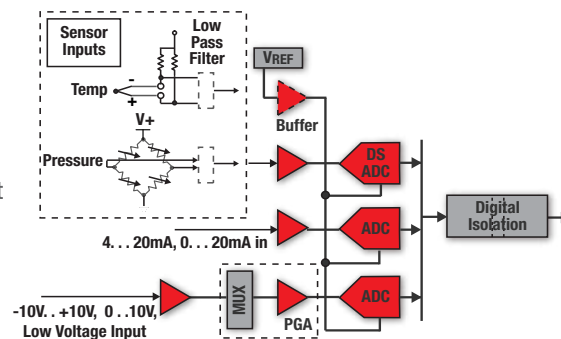 Sensor
Inputs
Low
Pass
Filter
Temp
-
+
V+
Pressure
VREF
Buffer
DS
ADC
4. . . 20mA, 0. . . 20mA in
ADC
Digital
Isolation
-10V. . +10V, 0 . .10V,
Low Voltage Input
MUX
PGA
ADC
t